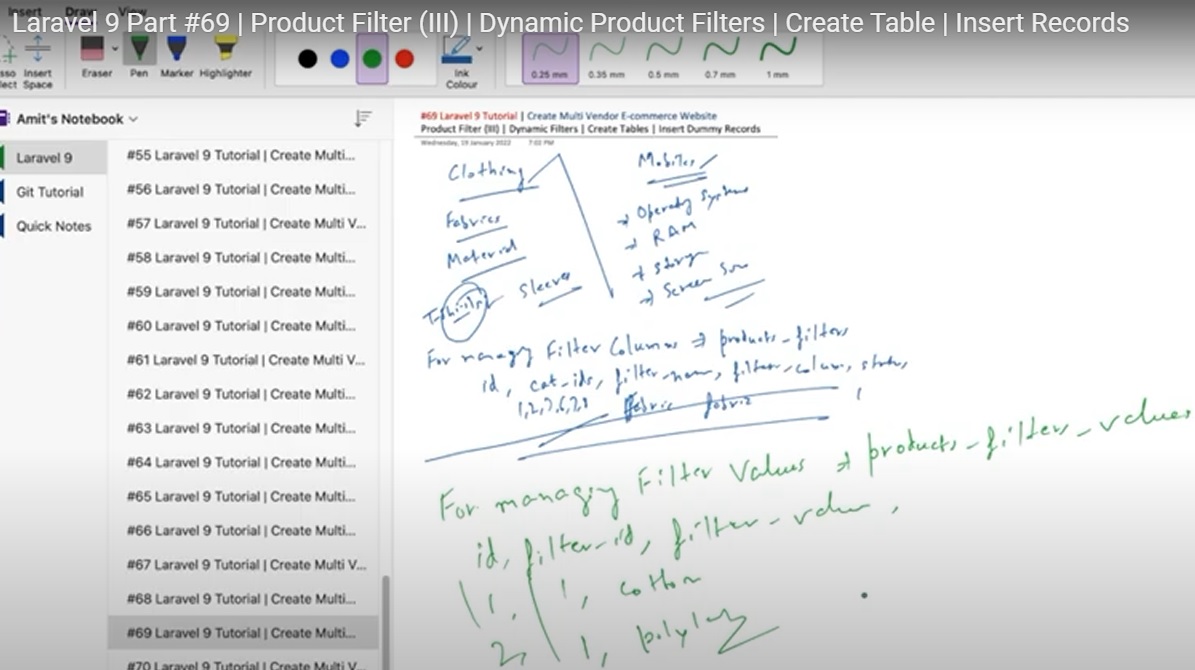 Laravel 9 Part #69 | Product Filter (III) | Dynamic Product Filters | Create Table | Insert Records
Insert Draw View
Insert Space
Eraser
Pen
Marker
Highlighter
Ink Colour
0.25 mm
0.35 mm
0.5 mm
0.7 mm
1 mm
Amit's Notebook
Laravel 9
Git Tutorial
Quick Notes
#55 Laravel 9 Tutorial | Create Multi...
#56 Laravel 9 Tutorial | Create Multi...
#57 Laravel 9 Tutorial | Create Multi V...
#58 Laravel 9 Tutorial | Create Multi...
#59 Laravel 9 Tutorial | Create Multi...
#60 Laravel 9 Tutorial | Create Multi...
#61 Laravel 9 Tutorial | Create Multi V...
#62 Laravel 9 Tutorial | Create Multi...
#63 Laravel 9 Tutorial | Create Multi...
#64 Laravel 9 Tutorial | Create Multi...
#65 Laravel 9 Tutorial | Create Multi...
#66 Laravel 9 Tutorial | Create Multi...
#67 Laravel 9 Tutorial | Create Multi V...
#68 Laravel 9 Tutorial | Create Multi...
#69 Laravel 9 Tutorial | Create Multi...
#70 Laravel 9 Tutorial | Create Multi V...
#69 Laravel 9 Tutorial | Create Multi Vendor E-commerce Website
Product Filter (III) | Dynamic Filters | Create Tables | Insert Dummy Records
Wednesday, 19 January 2022 7:02 PM
Clothing
Fabrics
Material
Sleeve
Mobiles
→ Operating System
→ RAM
→ Storage
→ Screen Size
For managing Filter Columns → products_filters
id, cat_ids, filter_name, filter_column, status,
Fabric fabric 1
For managing Filter Values → products_filters_values
id, filter_id, filter_value,
1, 1, cotton
2, 1, polyester